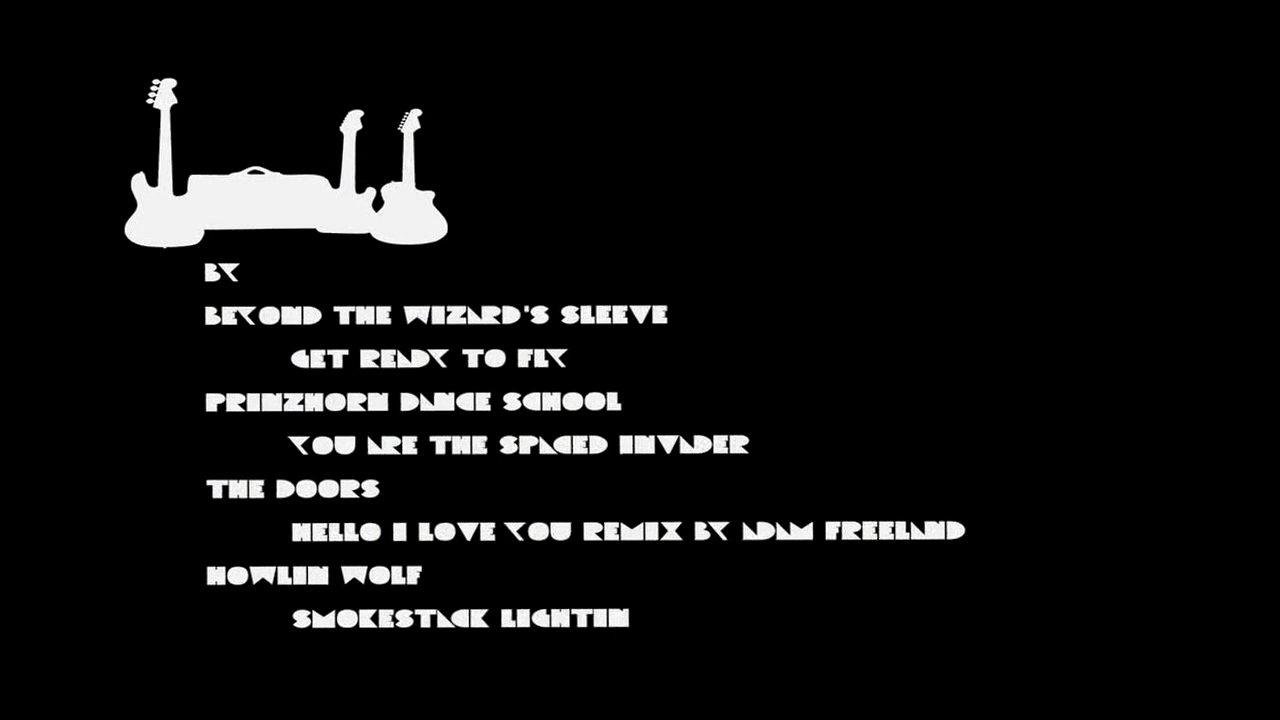 BY
BEYOND THE WIZARD'S SLEEVE
GET READY TO FLY
PRINZHORN DANCE SCHOOL
YOU ARE THE SPACED INVADER
THE DOORS
HELLO I LOVE YOU REMIX BY ADAM FREELAND
HOWLIN WOLF
SMOKESTACK LIGHTIN